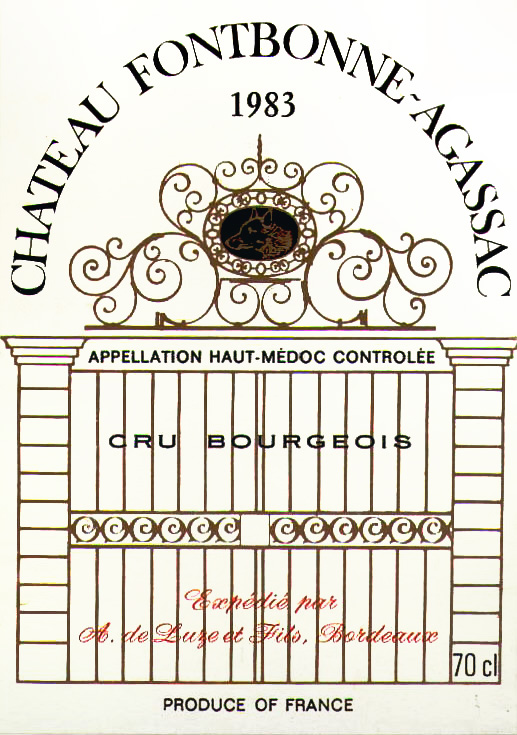 CHATEAU FONTBONNE-AGASSAC
1983
APPELLATION HAUT-MÉDOC CONTROLÉE
CRU BOURGEOIS
Expédié par
A. de Luze et Fils, Bordeaux
70 cl
PRODUCE OF FRANCE